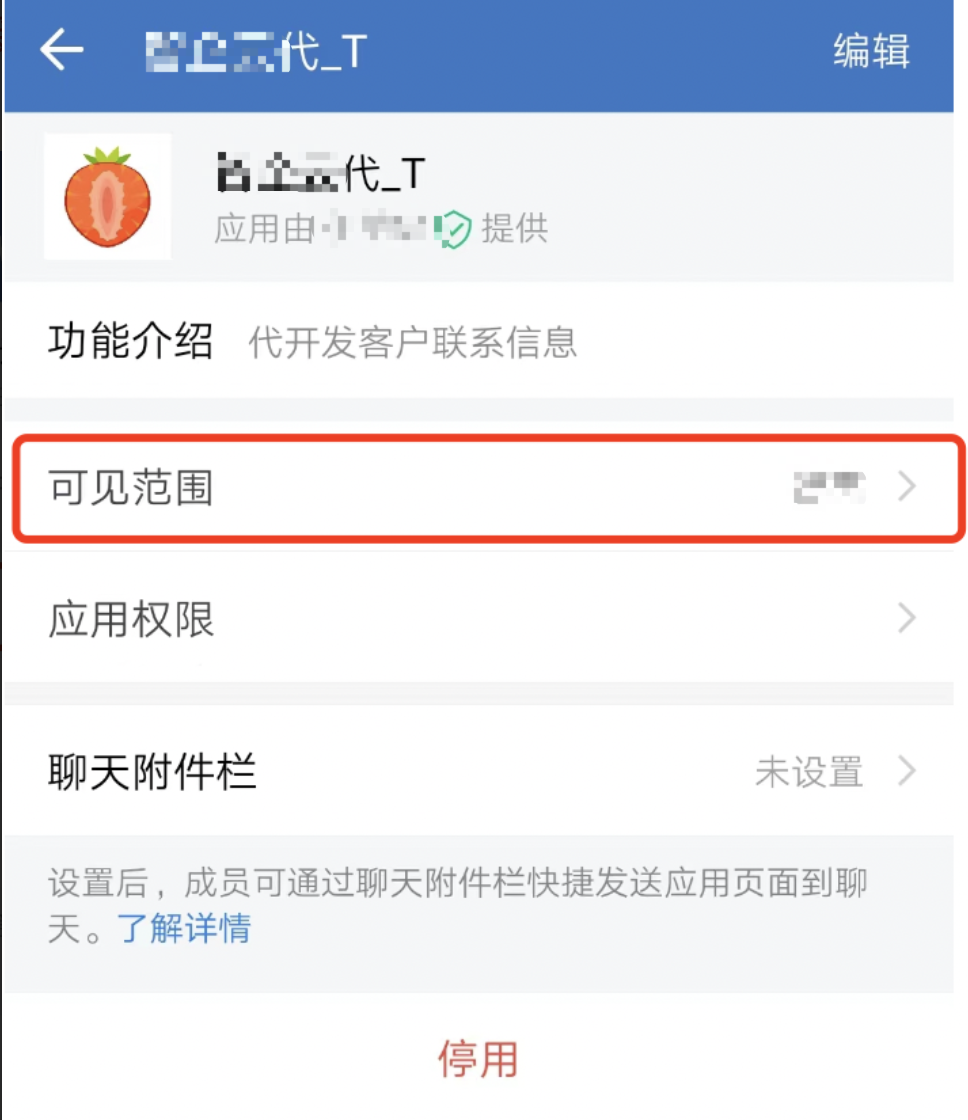 代_T
编辑
代_T
应用由 提供
功能介绍 代开发客户联系信息
可见范围
应用权限
聊天附件栏 未设置
设置后，成员可通过聊天附件栏快捷发送应用页面到聊
天。了解详情
停用